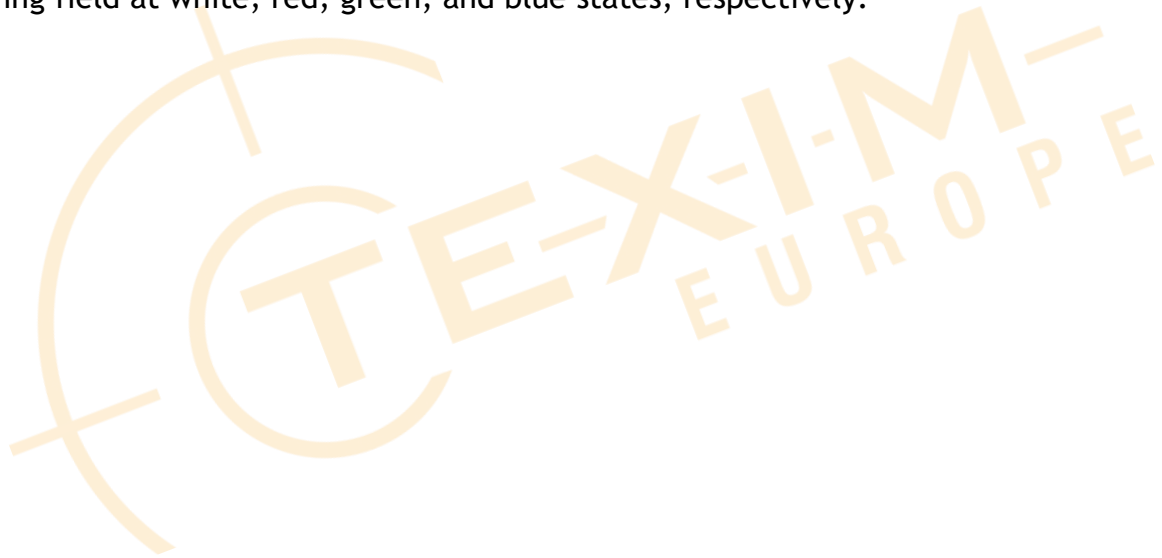 ing field at white, red, green, and blue states, respectively.
TEXIM
EUROPE